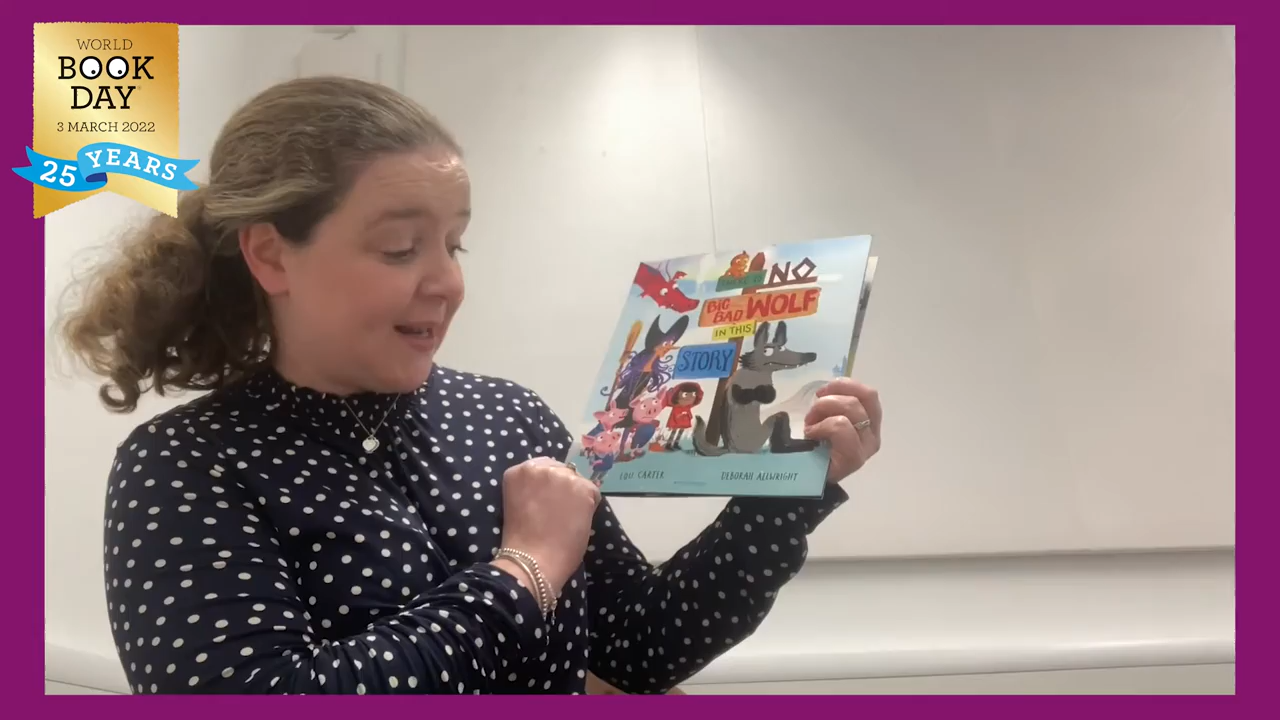 WORLD
BOOK
DAY
3 MARCH 2022
25 YEARS
NO
BIG
BAD WOLF
IN THIS
STORY
LOU CARTER
DEBORAH ALLWRIGHT